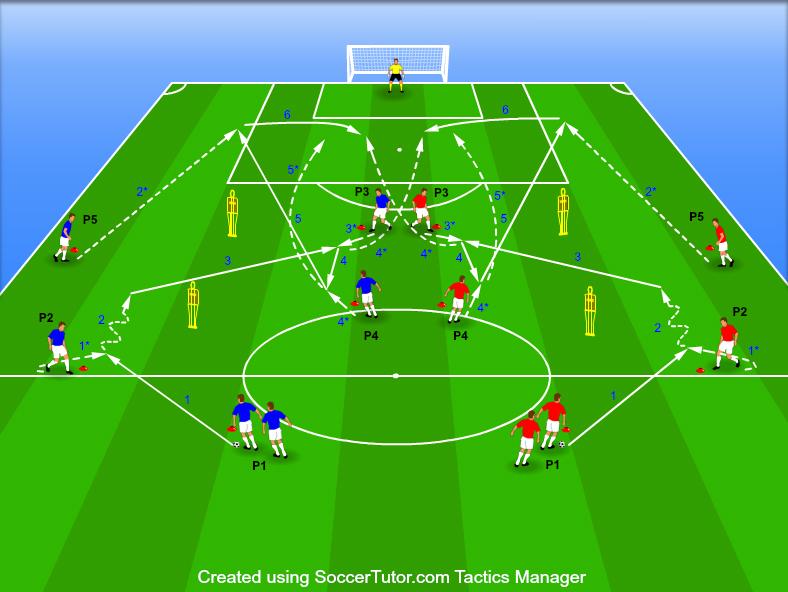 6 6
5* 5*
2* 2*
P3 P3
P5 P5
5 5
3* 3*
4* 4*
3 4 4 3
P2 2 4* 4* 2 P2
P4 P4
1* 1*
1 1
P1 P1
Created using SoccerTutor.com Tactics Manager